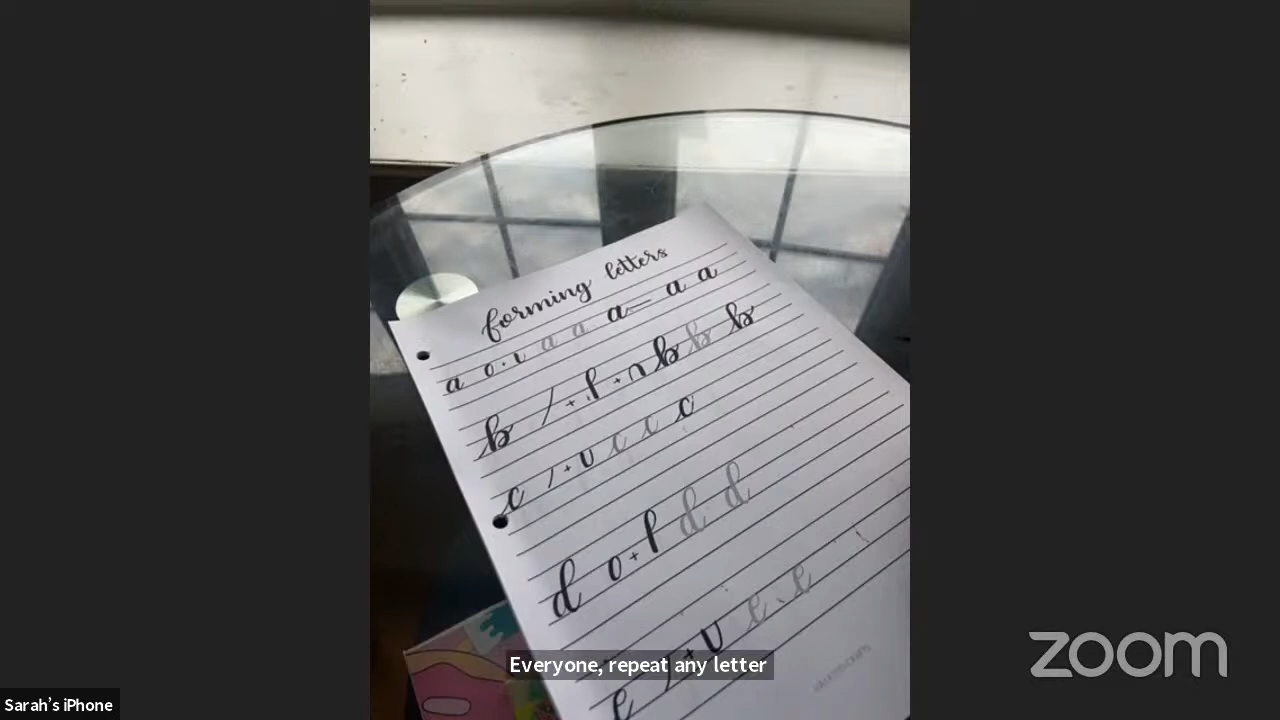 forming letters
a o + ι a a a a a
b / + l + n b b b
c / + υ c c c
d o + l d d
e / + υ e e
Everyone, repeat any letter
zoom
Sarah's iPhone